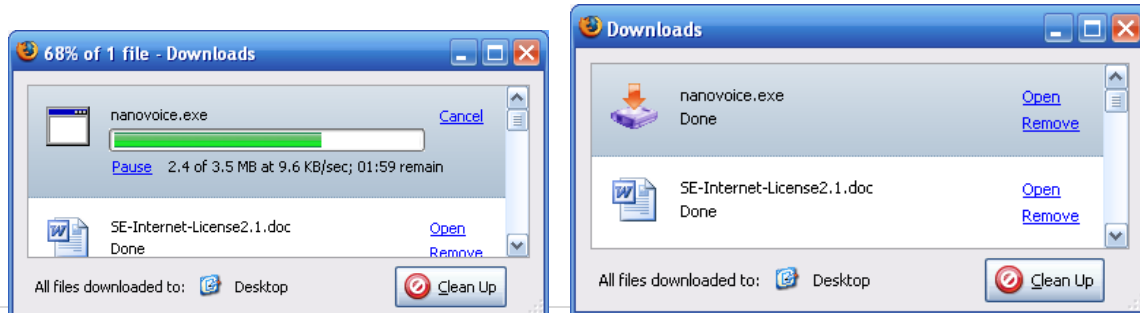 68% of 1 file - Downloads
nanovoice.exe
Cancel
Pause 2.4 of 3.5 MB at 9.6 KB/sec; 01:59 remain
SE-Internet-License2.1.doc
Open
Done
Remove
All files downloaded to: Desktop
Clean Up
Downloads
nanovoice.exe
Open
Done
Remove
SE-Internet-License2.1.doc
Open
Done
Remove
All files downloaded to: Desktop
Clean Up